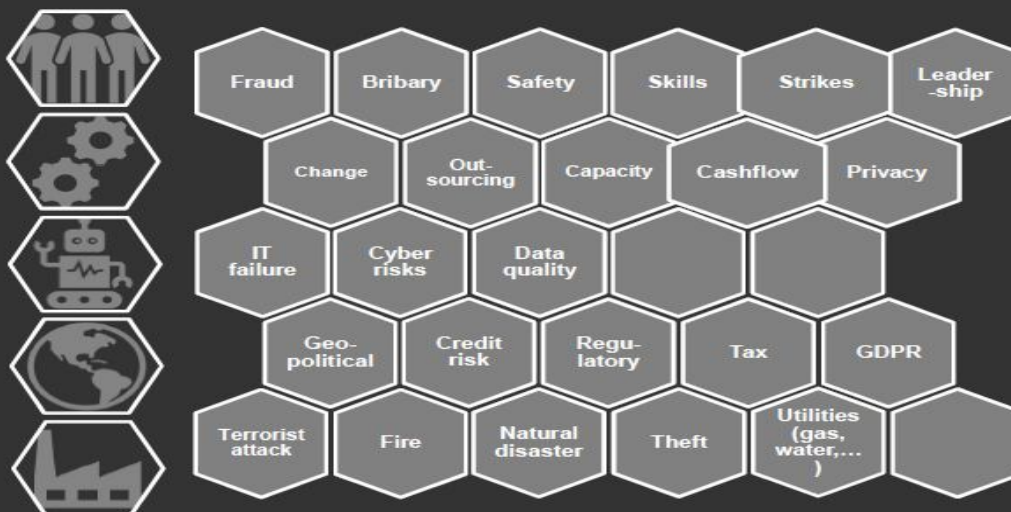 Fraud
Bribary
Safety
Skills
Strikes
Leader
-ship
Change
Out-
sourcing
Capacity
Cashflow
Privacy
IT
failure
Cyber
risks
Data
quality
Geo-
political
Credit
risk
Regu-
latory
Tax
GDPR
Terrorist
attack
Fire
Natural
disaster
Theft
Utilities
(gas,
water,...
)